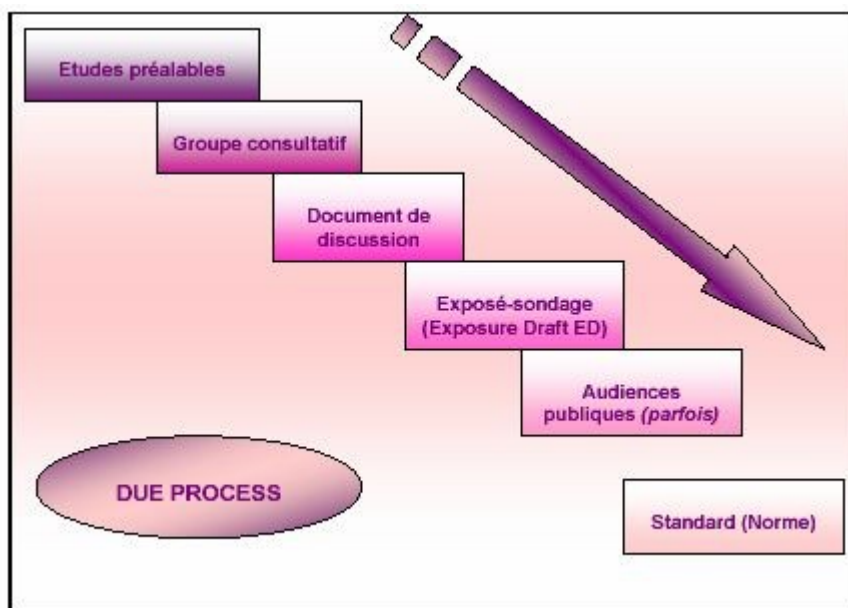 Etudes préalables
Groupe consultatif
Document de
discussion
Exposé-sondage
(Exposure Draft ED)
Audiences
publiques (parfois)
DUE PROCESS
Standard (Norme)